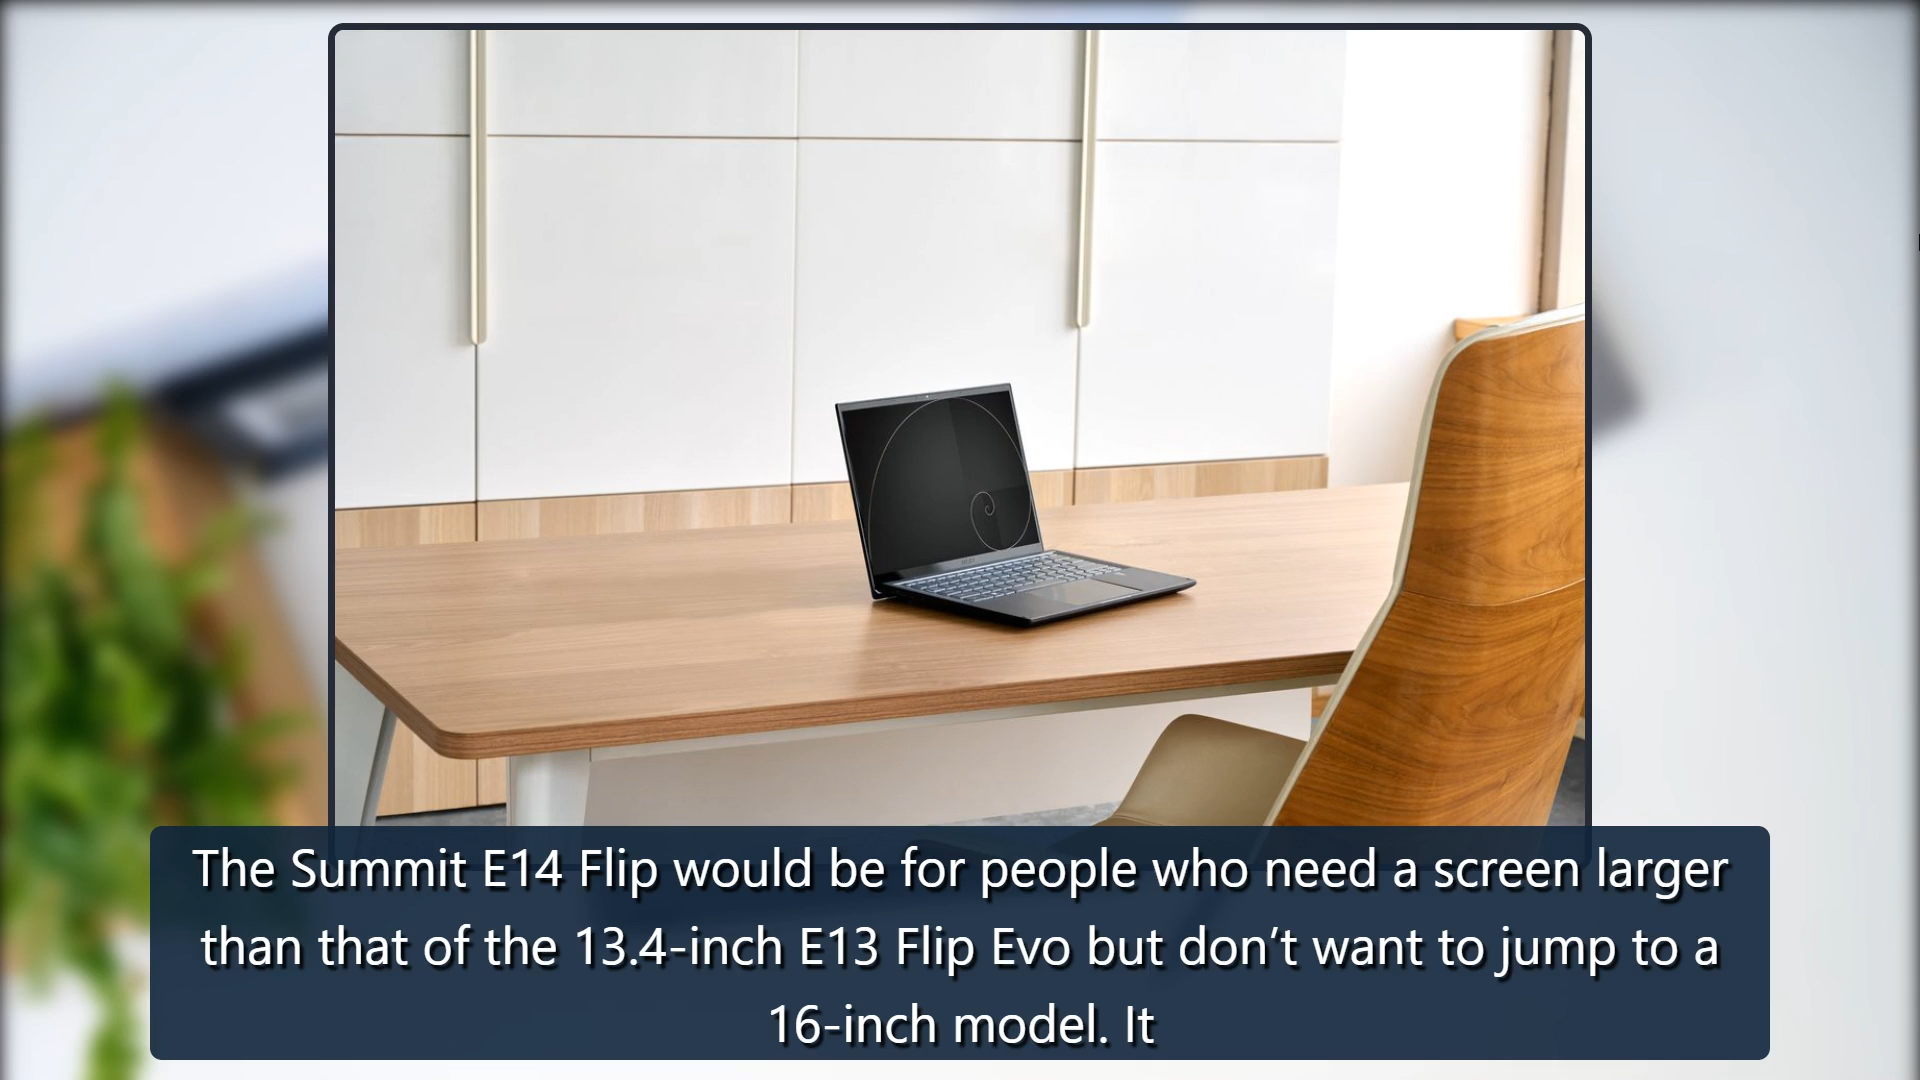 The Summit E14 Flip would be for people who need a screen larger
than that of the 13.4-inch E13 Flip Evo but don’t want to jump to a
16-inch model. It